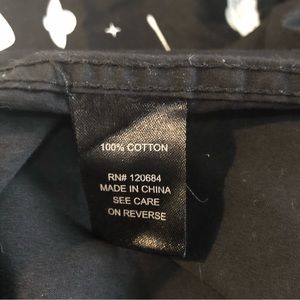 100% COTTON
RN# 120684
MADE IN CHINA
SEE CARE
ON REVERSE